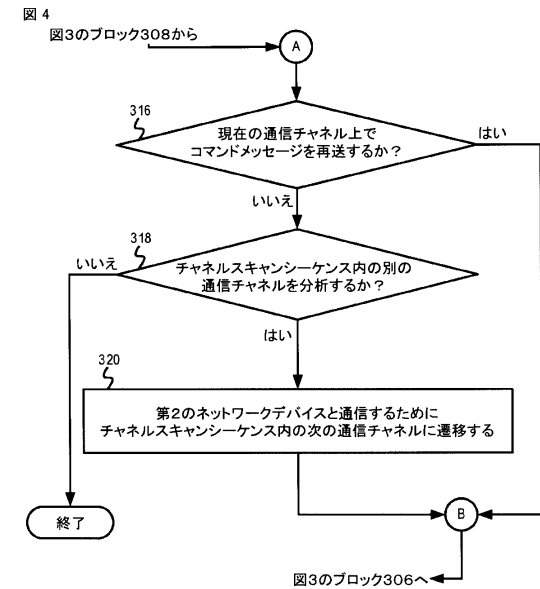 図 4
図3のブロック308から
A
316
現在の通信チャネル上で
コマンドメッセージを再送するか？
はい
いいえ
318
いいえ
チャネルスキャンシーケンス内の別の
通信チャネルを分析するか？
はい
320
第2のネットワークデバイスと通信するために
チャネルスキャンシーケンス内の次の通信チャネルに遷移する
終了
B
図3のブロック306へ